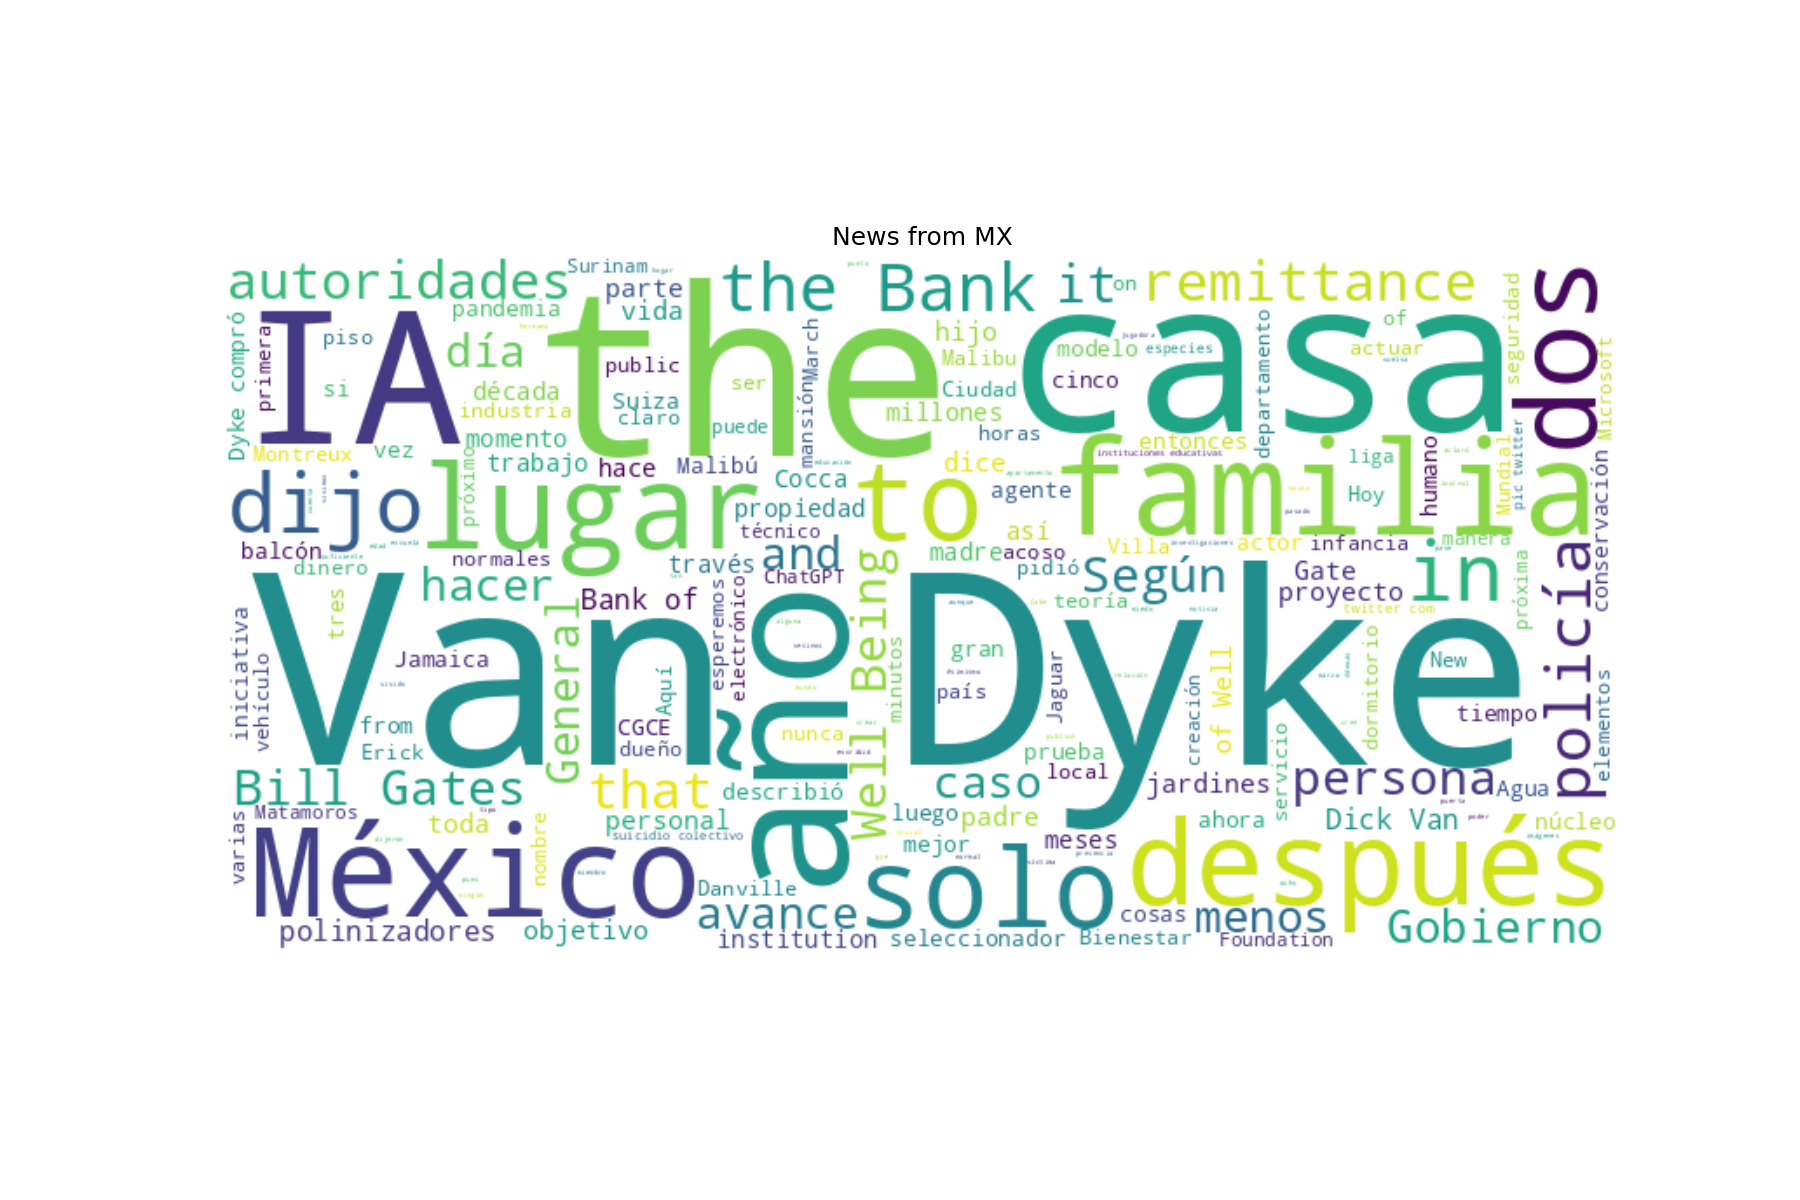 News from MX
autoridades
Surinam
hogar
the Bank
punto
it
on
remittance
dos
parte
pandemia
vida
IA
the
casa
Dyke compró
primera
piso
día
public
March
hijo
Malibu
modelo
of
especies
actuar
departamento
seguridad
Microsoft
si
década
industria
Suiza
claro
ser
puede
mansión
Ciudad
millones
cinco
jugadora
Montreux
vez
momento
trabajo
hace
Malibú
horas
entonces
instituciones educativas
liga
humano
Mundial
pic twitter
dijo
próximo
lugar
Cocca
propiedad
técnico
to
dice
agente
familia
Hoy
conservación
balcón
dinero
normales
través
and
madre
así
acoso
pidió
Villa
investigaciones
actor
infancia
manera
hacer
General
Bank of
ChatGPT
Well Being
teoría
Según
Gate
proyecto
twitter com
in
próxima
policía
tres
iniciativa
vehículo
Van Dyke
Jamaica
esperemos
electrónico
Aquí
año
minutos
gran
país
Jaguar
creación
of Well
dormitorio
New
tiempo
elementos
from
Erick
CGCE
dueño
nunca
prueba
local
servicio
Bill Gates
that
describió
caso
jardines
persona
Agua
Matamoros
toda
personal
suicidio colectivo
luego
padre
mejor
meses
ahora
Dick Van
núcleo
varias
México
nombre
Danville
avance
solo
después
cosas
menos
Gobierno
polinizadores
objetivo
institution
seleccionador
Bienestar
Foundation